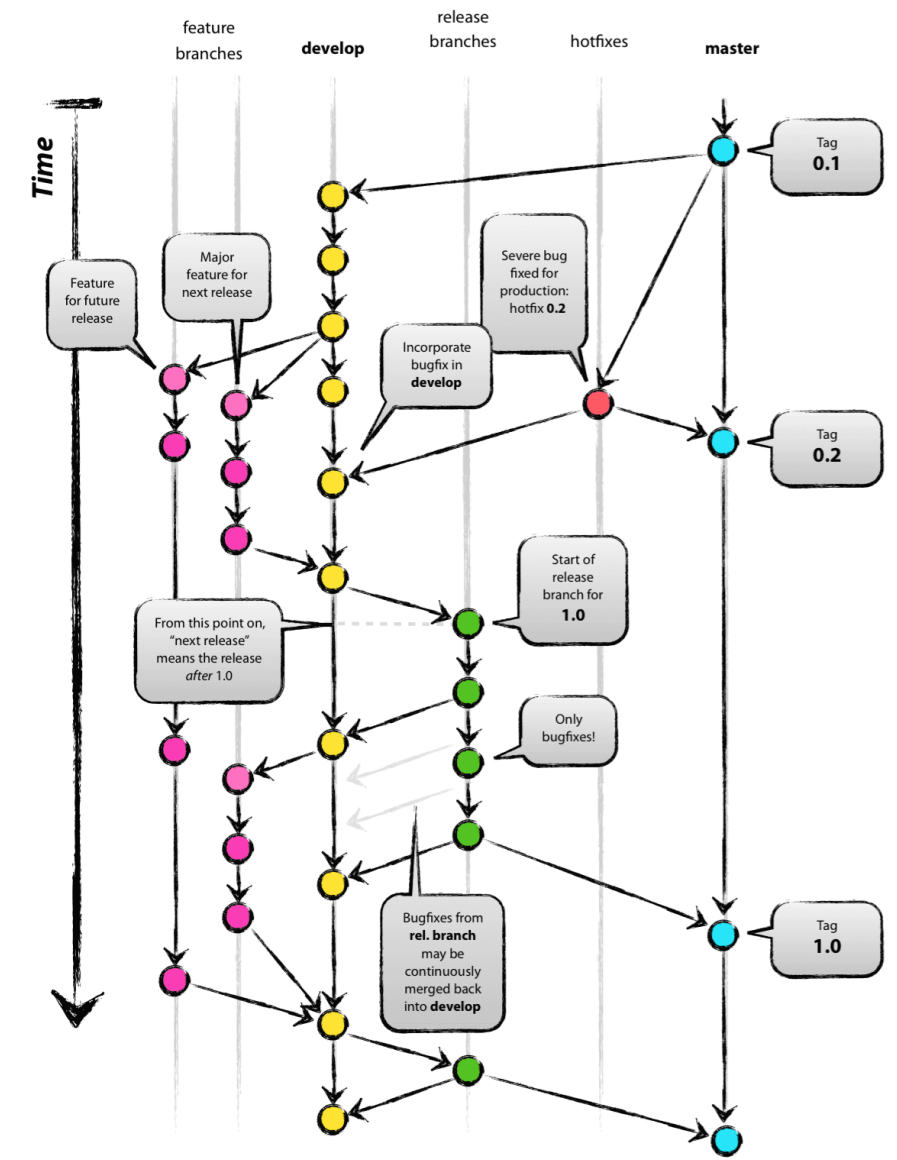 feature
branches
develop
release
branches
hotfixes
master
Time
Tag
0.1
Major
feature for
next release
Feature
for future
release
Severe bug
fixed for
production:
hotfix 0.2
Incorporate
bugfix in
develop
Tag
0.2
Start of
release
branch for
1.0
From this point on,
“next release”
means the release
after 1.0
Only
bugfixes!
Bugfixes from
rel. branch
may be
continuously
merged back
into develop
Tag
1.0